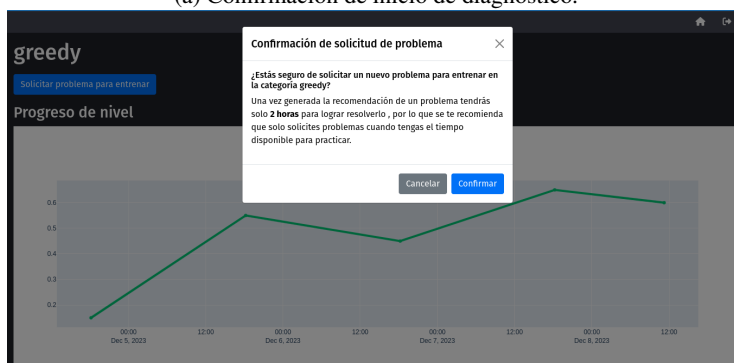 (a) Confirmación de inicio de diagnóstico.
greedy
Solicitar problema para entrenar
Progreso de nivel
Confirmación de solicitud de problema
¿Estás seguro de solicitar un nuevo problema para entrenar en
la categoría greedy?
Una vez generada la recomendación de un problema tendrás
solo 2 horas para lograr resolverlo , por lo que se te recomienda
que solo solicites problemas cuando tengas el tiempo
disponible para practicar.
Cancelar Confirmar
0.6
0.5
0.4
0.3
0.2
00:00 12:00 00:00 12:00 00:00 12:00 00:00 12:00
Dec 5, 2023 Dec 6, 2023 Dec 7, 2023 Dec 8, 2023